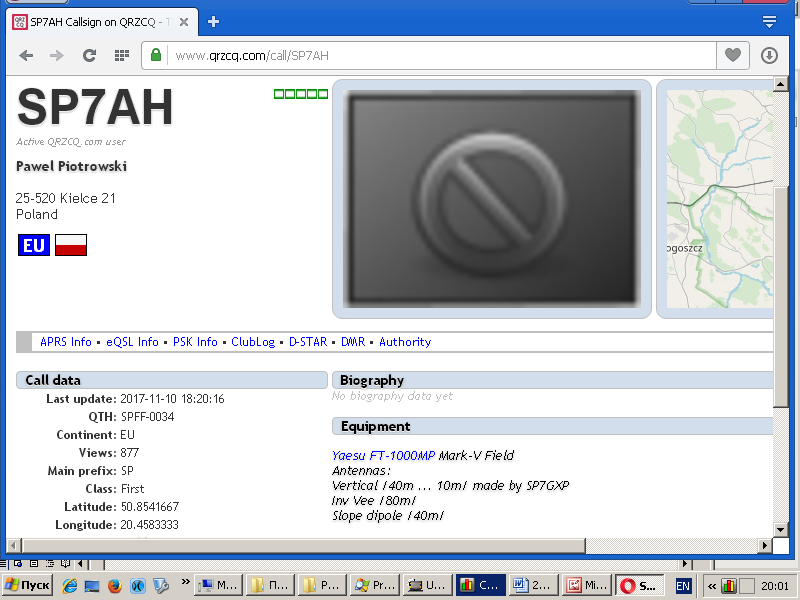 SP7AH Callsign on QRZCQ - T
www.qrzcq.com/call/SP7AH
SP7AH
Active QRZCQ.com user
Pawel Piotrowski
25-520 Kielce 21
Poland
EU
ogoszcz
APRS Info • eQSL Info • PSK Info • ClubLog • D-STAR • DMR • Authority
Call data
Last update: 2017-11-10 18:20:16
QTH: SPFF-0034
Continent: EU
Views: 877
Main prefix: SP
Class: First
Latitude: 50.8541667
Longitude: 20.4583333
Biography
No biography data yet
Equipment
Yaesu FT-1000MP Mark-V Field
Antennas:
Vertical /40m ... 10m/ made by SP7GXP
Inv Vee /80m/
Slope dipole /40m/
Пуск » M... П... P... Pr... U... C... 2... Mi... S... EN « 20:01